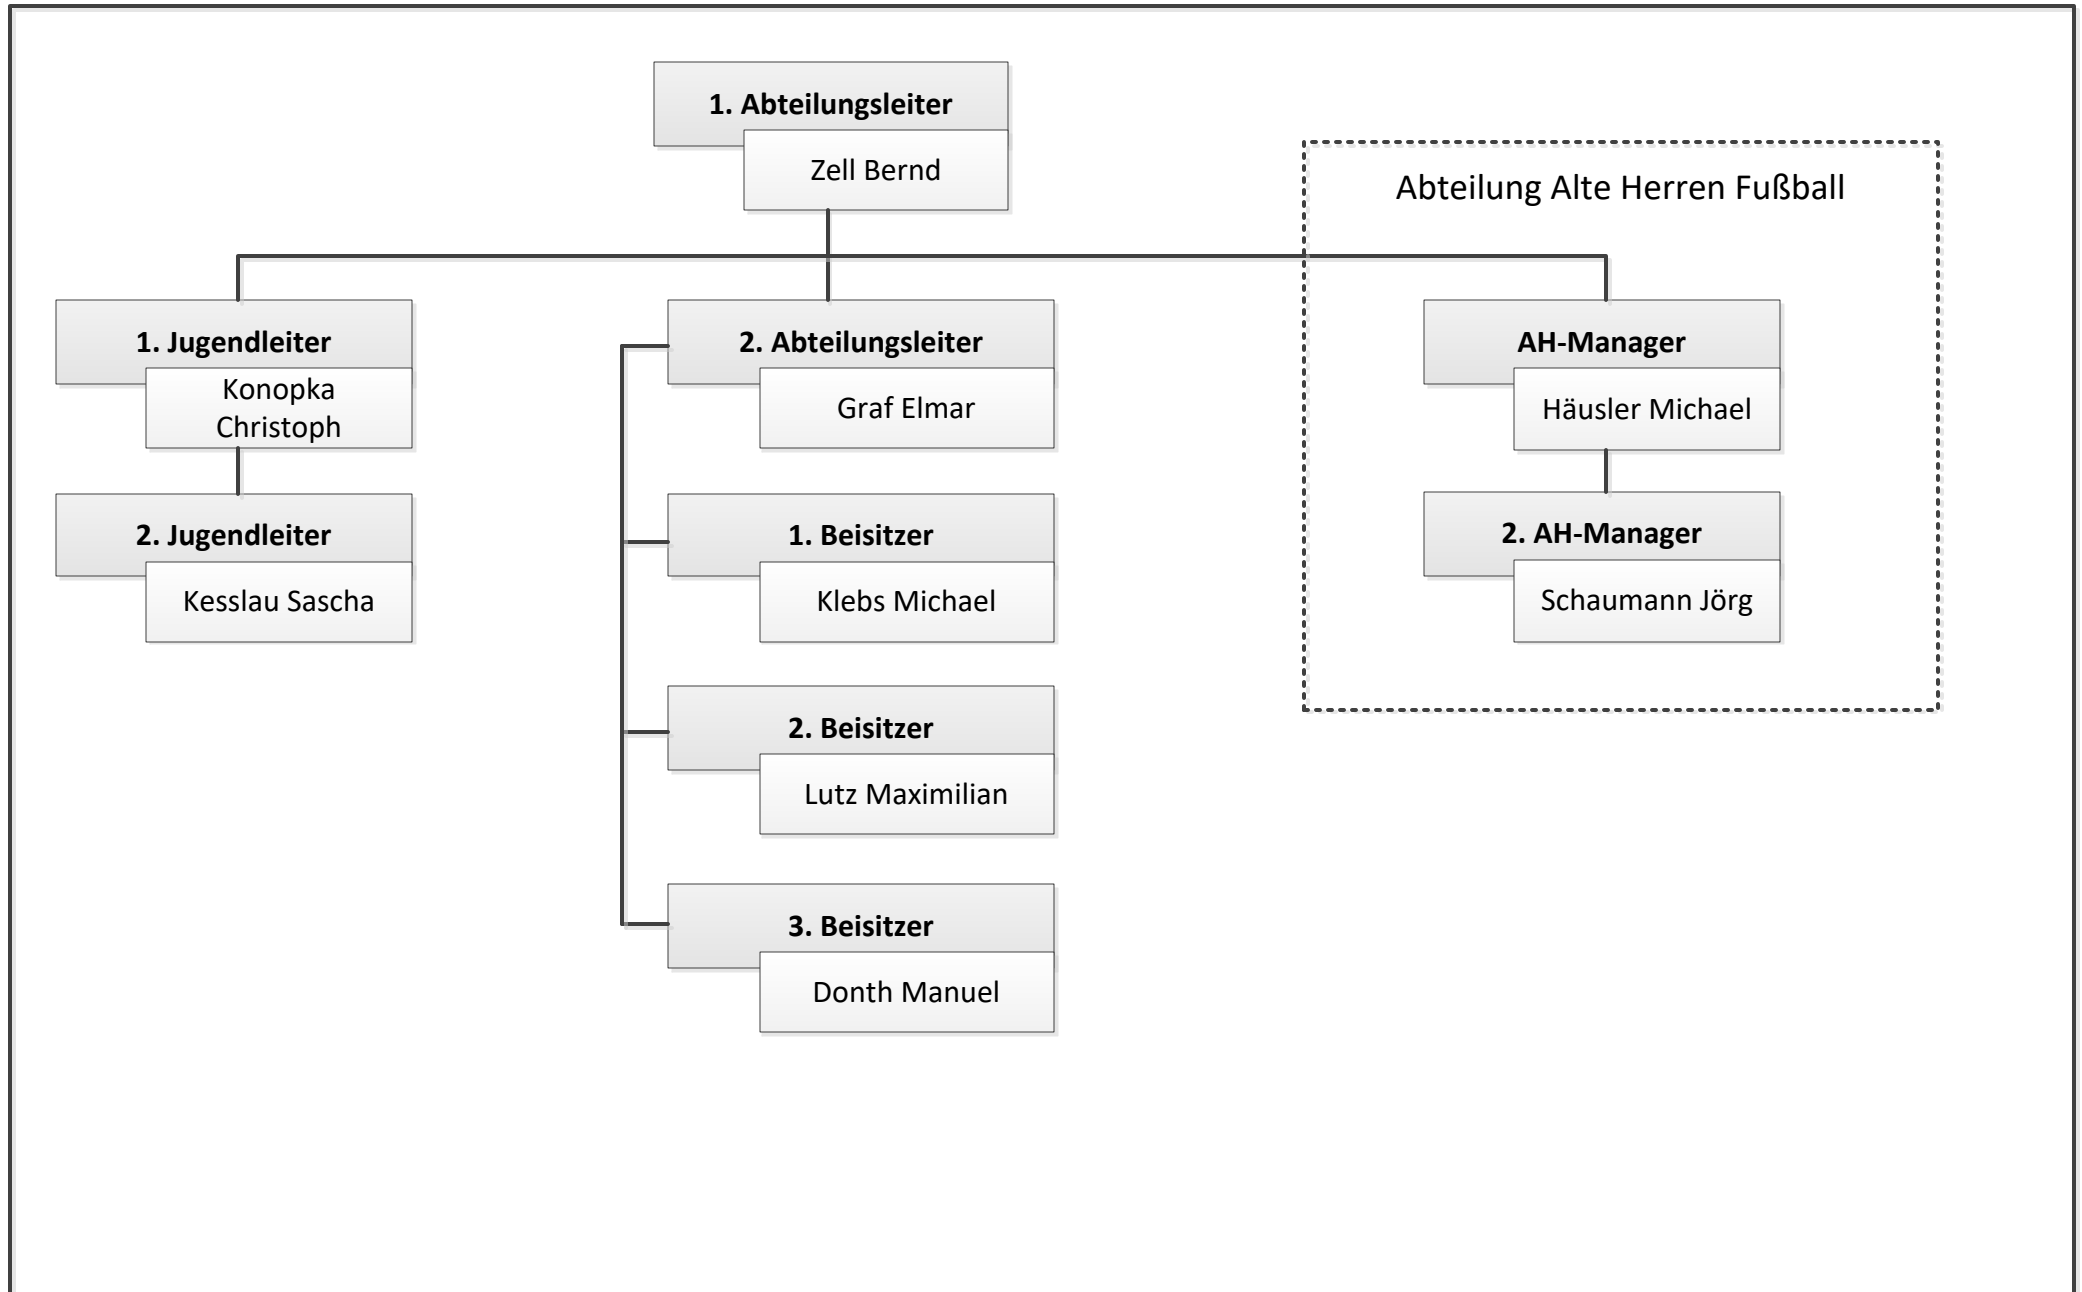 1. Abteilungsleiter
Zell Bernd
Abteilung Alte Herren Fußball
1. Jugendleiter
Konopka
Christoph
2. Jugendleiter
Kesslau Sascha
2. Abteilungsleiter
Graf Elmar
1. Beisitzer
Klebs Michael
2. Beisitzer
Lutz Maximilian
3. Beisitzer
Donth Manuel
AH-Manager
Häusler Michael
2. AH-Manager
Schaumann Jörg